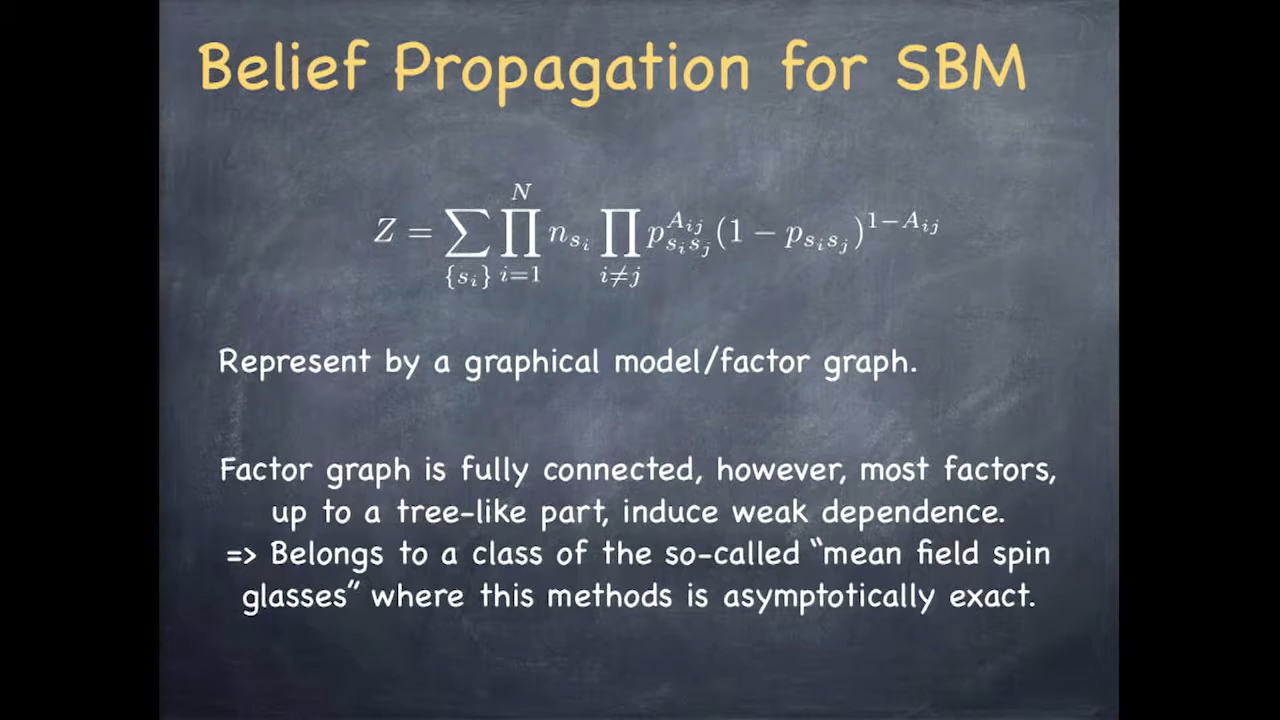 Belief Propagation for SBM
Z = \sum_{\{s_i\}} \prod_{i=1}^{N} n_{s_i} \prod_{i \neq j} p_{s_i s_j}^{A_{ij}} (1 - p_{s_i s_j})^{1-A_{ij}}
Represent by a graphical model/factor graph.
Factor graph is fully connected, however, most factors,
up to a tree-like part, induce weak dependence.
=> Belongs to a class of the so-called “mean field spin
glasses” where this methods is asymptotically exact.